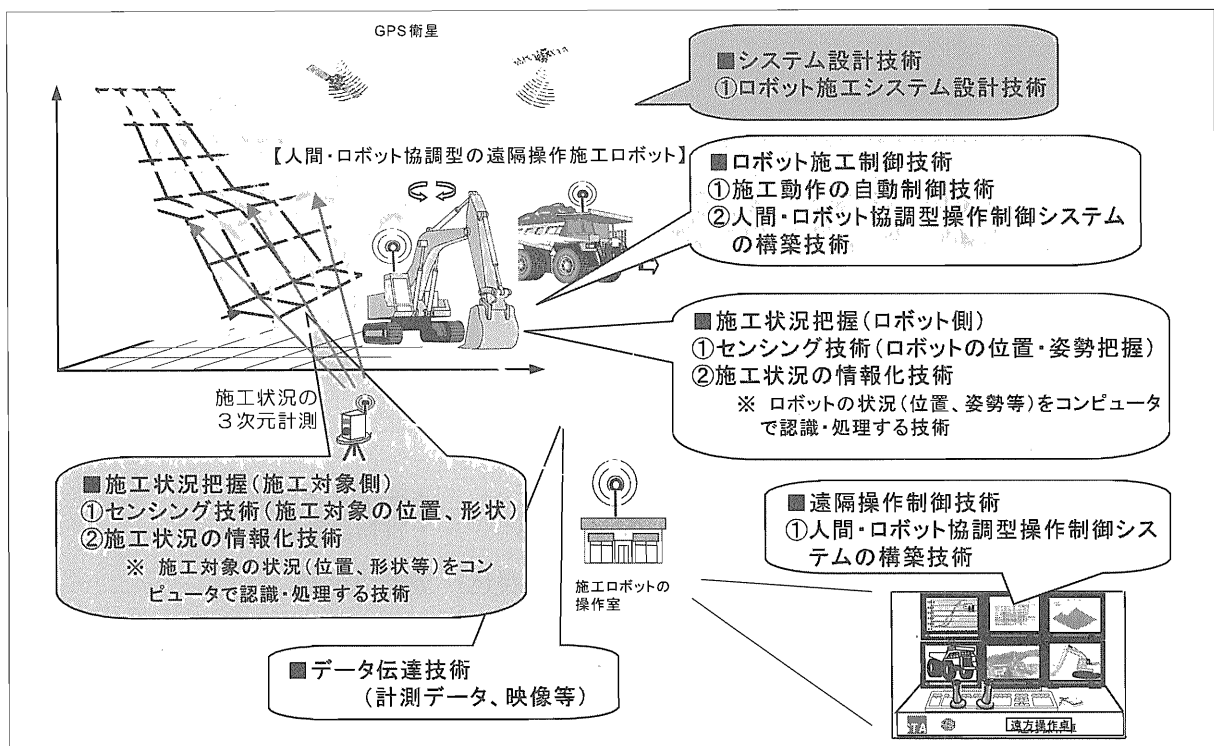 GPS衛星
■システム設計技術
①ロボット施工システム設計技術
【人間・ロボット協調型の遠隔操作施工ロボット】
■ロボット施工制御技術
①施工動作の自動制御技術
②人間・ロボット協調型操作制御システム
の構築技術
■施工状況把握(ロボット側)
①センシング技術(ロボットの位置・姿勢把握)
②施工状況の情報化技術
※ ロボットの状況(位置、姿勢等)をコンピュータ
で認識・処理する技術
施工状況の
3次元計測
■施工状況把握(施工対象側)
①センシング技術(施工対象の位置、形状)
②施工状況の情報化技術
※ 施工対象の状況(位置、形状等)をコン
ピュータで認識・処理する技術
■遠隔操作制御技術
①人間・ロボット協調型操作制御シス
テムの構築技術
施工ロボットの
操作室
■データ伝達技術
(計測データ、映像等)
遠方操作卓